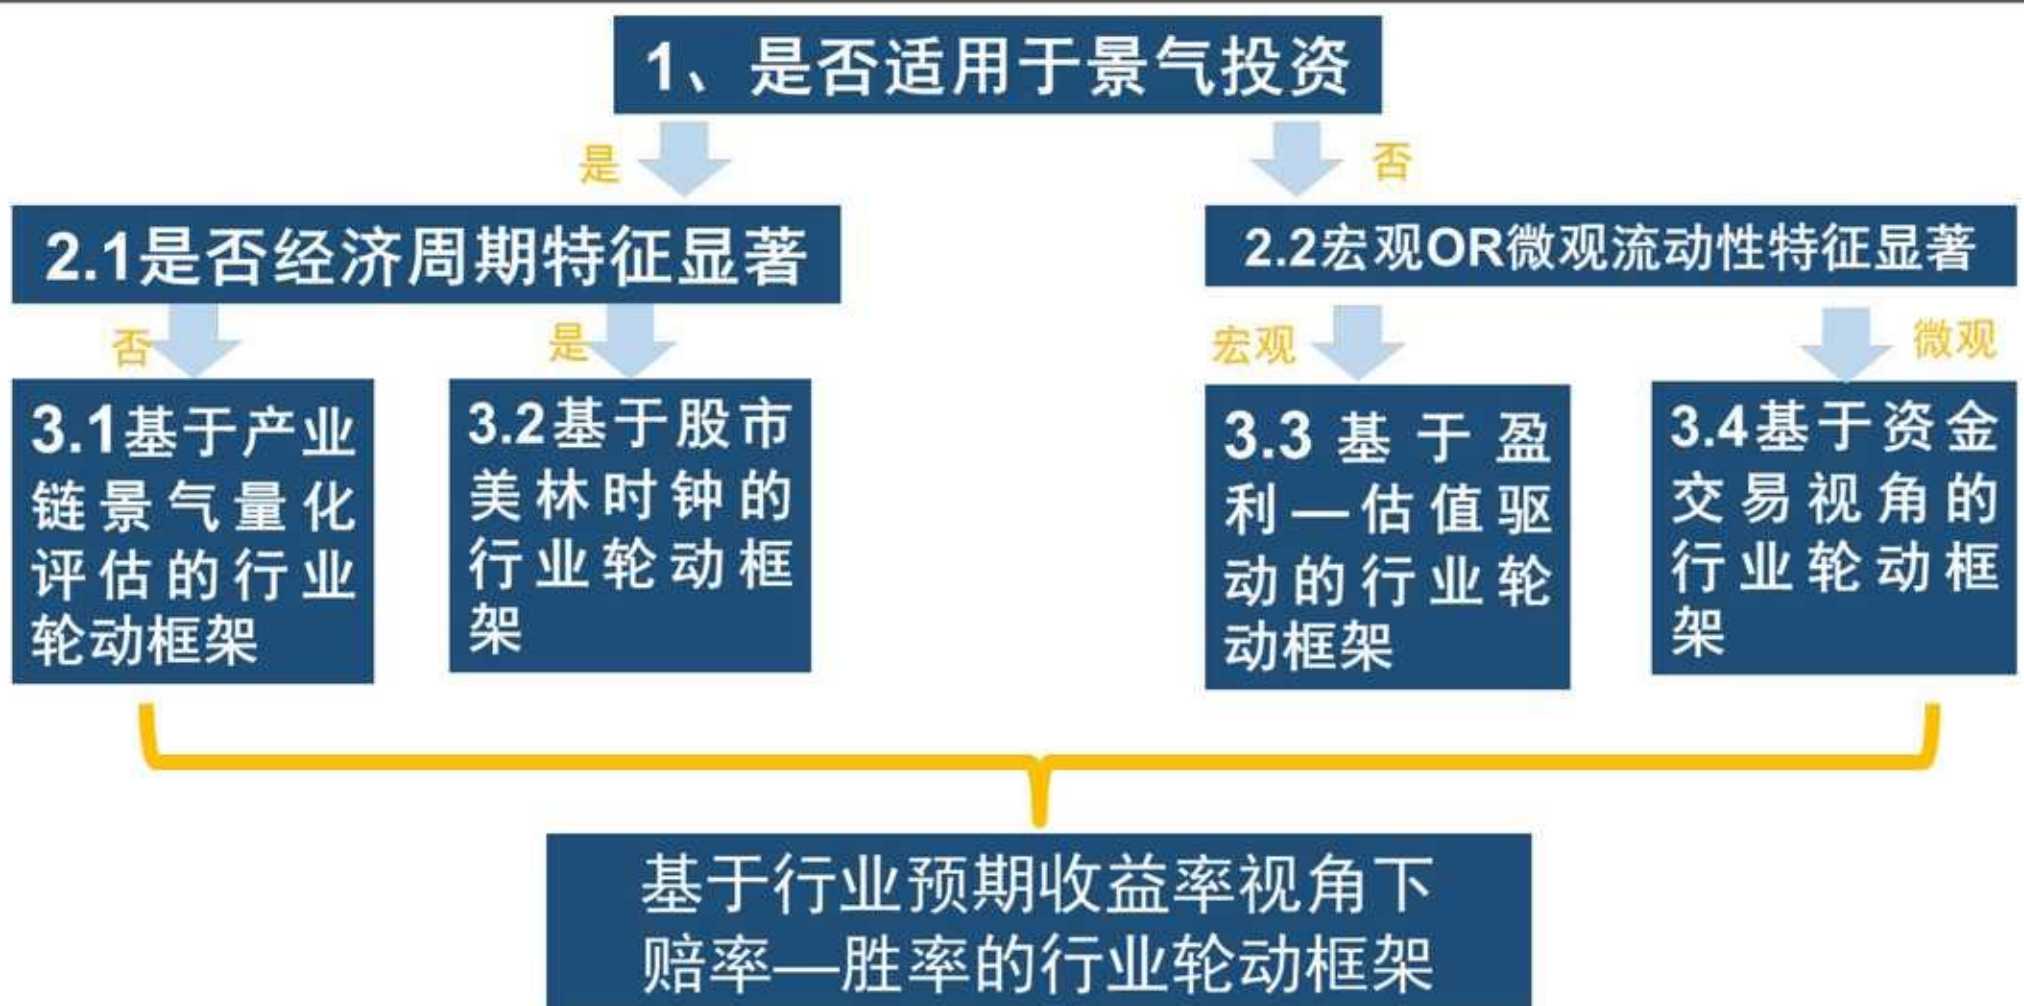 1、是否适用于景气投资
是
否
2.1是否经济周期特征显著
2.2宏观OR微观流动性特征显著
否
是
宏观
微观
3.1基于产业
链景气量化
评估的行业
轮动框架
3.2基于股市
美林时钟的
行业轮动框
架
3.3基于盈
利—估值驱
动的行业轮
动框架
3.4基于资金
交易视角的
行业轮动框
架
基于行业预期收益率视角下
赔率—胜率的行业轮动框架